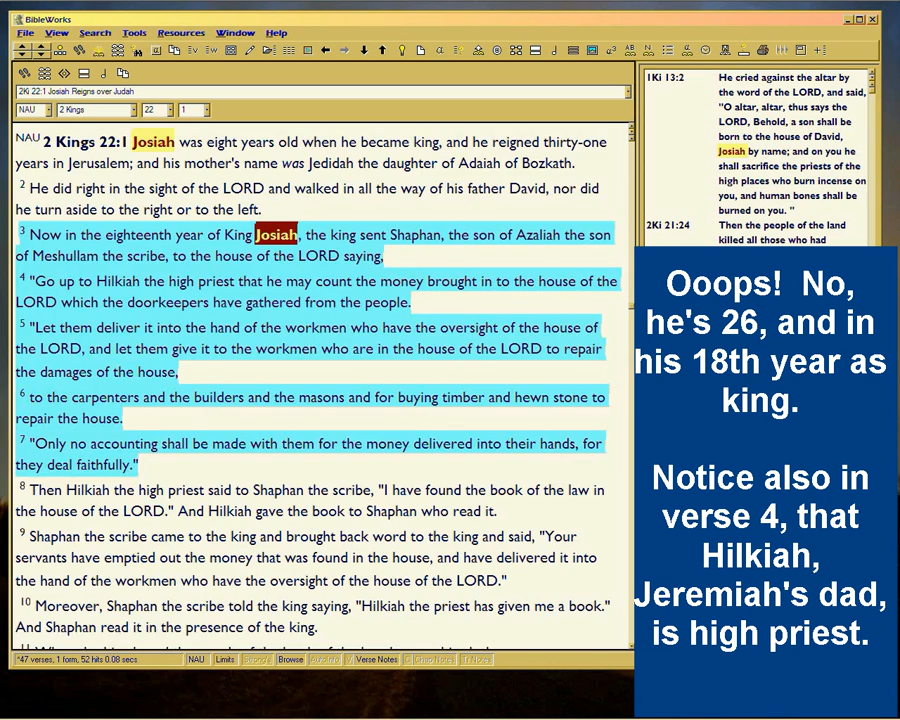 BibleWorks
File View Search Tools Resources Window Help
2Ki 22:1 Josiah Reigns over Judah
NAU 2 Kings 22 1
NAU 2 Kings 22:1 Josiah was eight years old when he became king, and he reigned thirty-one
years in Jerusalem; and his mother's name was Jedidah the daughter of Adaiah of Bozkath.
2 He did right in the sight of the LORD and walked in all the way of his father David, nor did
he turn aside to the right or to the left.
3 Now in the eighteenth year of King Josiah, the king sent Shaphan, the son of Azaliah the son
of Meshullam the scribe, to the house of the LORD saying,
4 "Go up to Hilkiah the high priest that he may count the money brought in to the house of the
LORD which the doorkeepers have gathered from the people.
5 "Let them deliver it into the hand of the workmen who have the oversight of the house of
the LORD, and let them give it to the workmen who are in the house of the LORD to repair
the damages of the house,
6 to the carpenters and the builders and the masons and for buying timber and hewn stone to
repair the house.
7 "Only no accounting shall be made with them for the money delivered into their hands, for
they deal faithfully."
8 Then Hilkiah the high priest said to Shaphan the scribe, "I have found the book of the law in
the house of the LORD." And Hilkiah gave the book to Shaphan who read it.
9 Shaphan the scribe came to the king and brought back word to the king and said, "Your
servants have emptied out the money that was found in the house, and have delivered it into
the hand of the workmen who have the oversight of the house of the LORD."
10 Moreover, Shaphan the scribe told the king saying, "Hilkiah the priest has given me a book."
And Shaphan read it in the presence of the king.
*47 verses, 1 form, 52 hits 0.08 secs NAU Limits Browse Verse Notes
1Ki 13:2 He cried against the altar by
the word of the LORD, and said,
"O altar, altar, thus says the
LORD, Behold, a son shall be
born to the house of David,
Josiah by name; and on you he
shall sacrifice the priests of the
high places who burn incense on
you, and human bones shall be
burned on you. "
2Ki 21:24 Then the people of the land
killed all those who had
Ooops! No,
he's 26, and in
his 18th year as
king.
Notice also in
verse 4, that
Hilkiah,
Jeremiah's dad,
is high priest.